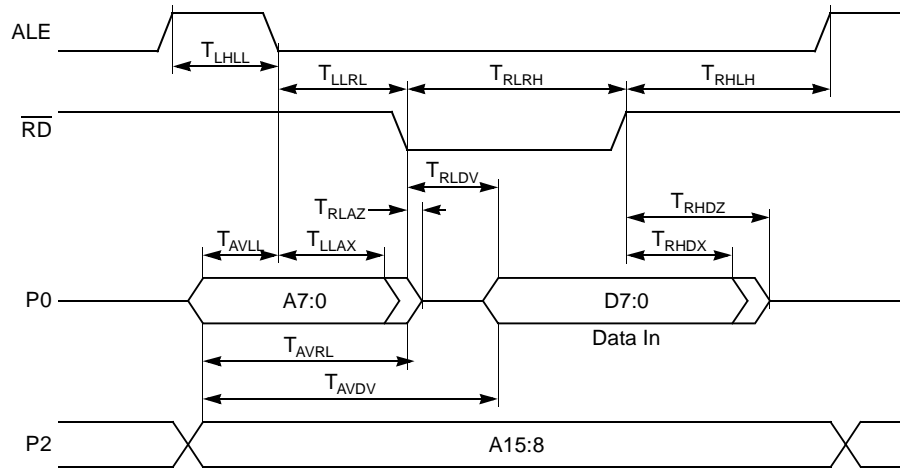 ALE
T_LHLL
T_LLRL T_RLRH T_RHLH
RD
T_RLDV
T_RLAZ T_RHDZ
T_AVLL T_LLAX T_RHDX
P0 A7:0 D7:0
Data In
T_AVRL
T_AVDV
P2 A15:8